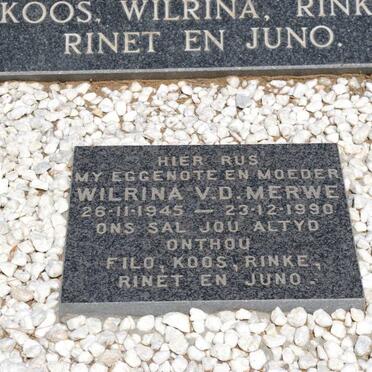 KOOS, WILRINA, RINK
RINET EN JUNO.
HIER RUS
MY EGGENOTE EN MOEDER
WILRINA V.D. MERWE
26-11-1945 — 23-12-1990
ONS SAL JOU ALTYD
ONTHOU
FILO, KOOS, RINKE,
RINET EN JUNO.